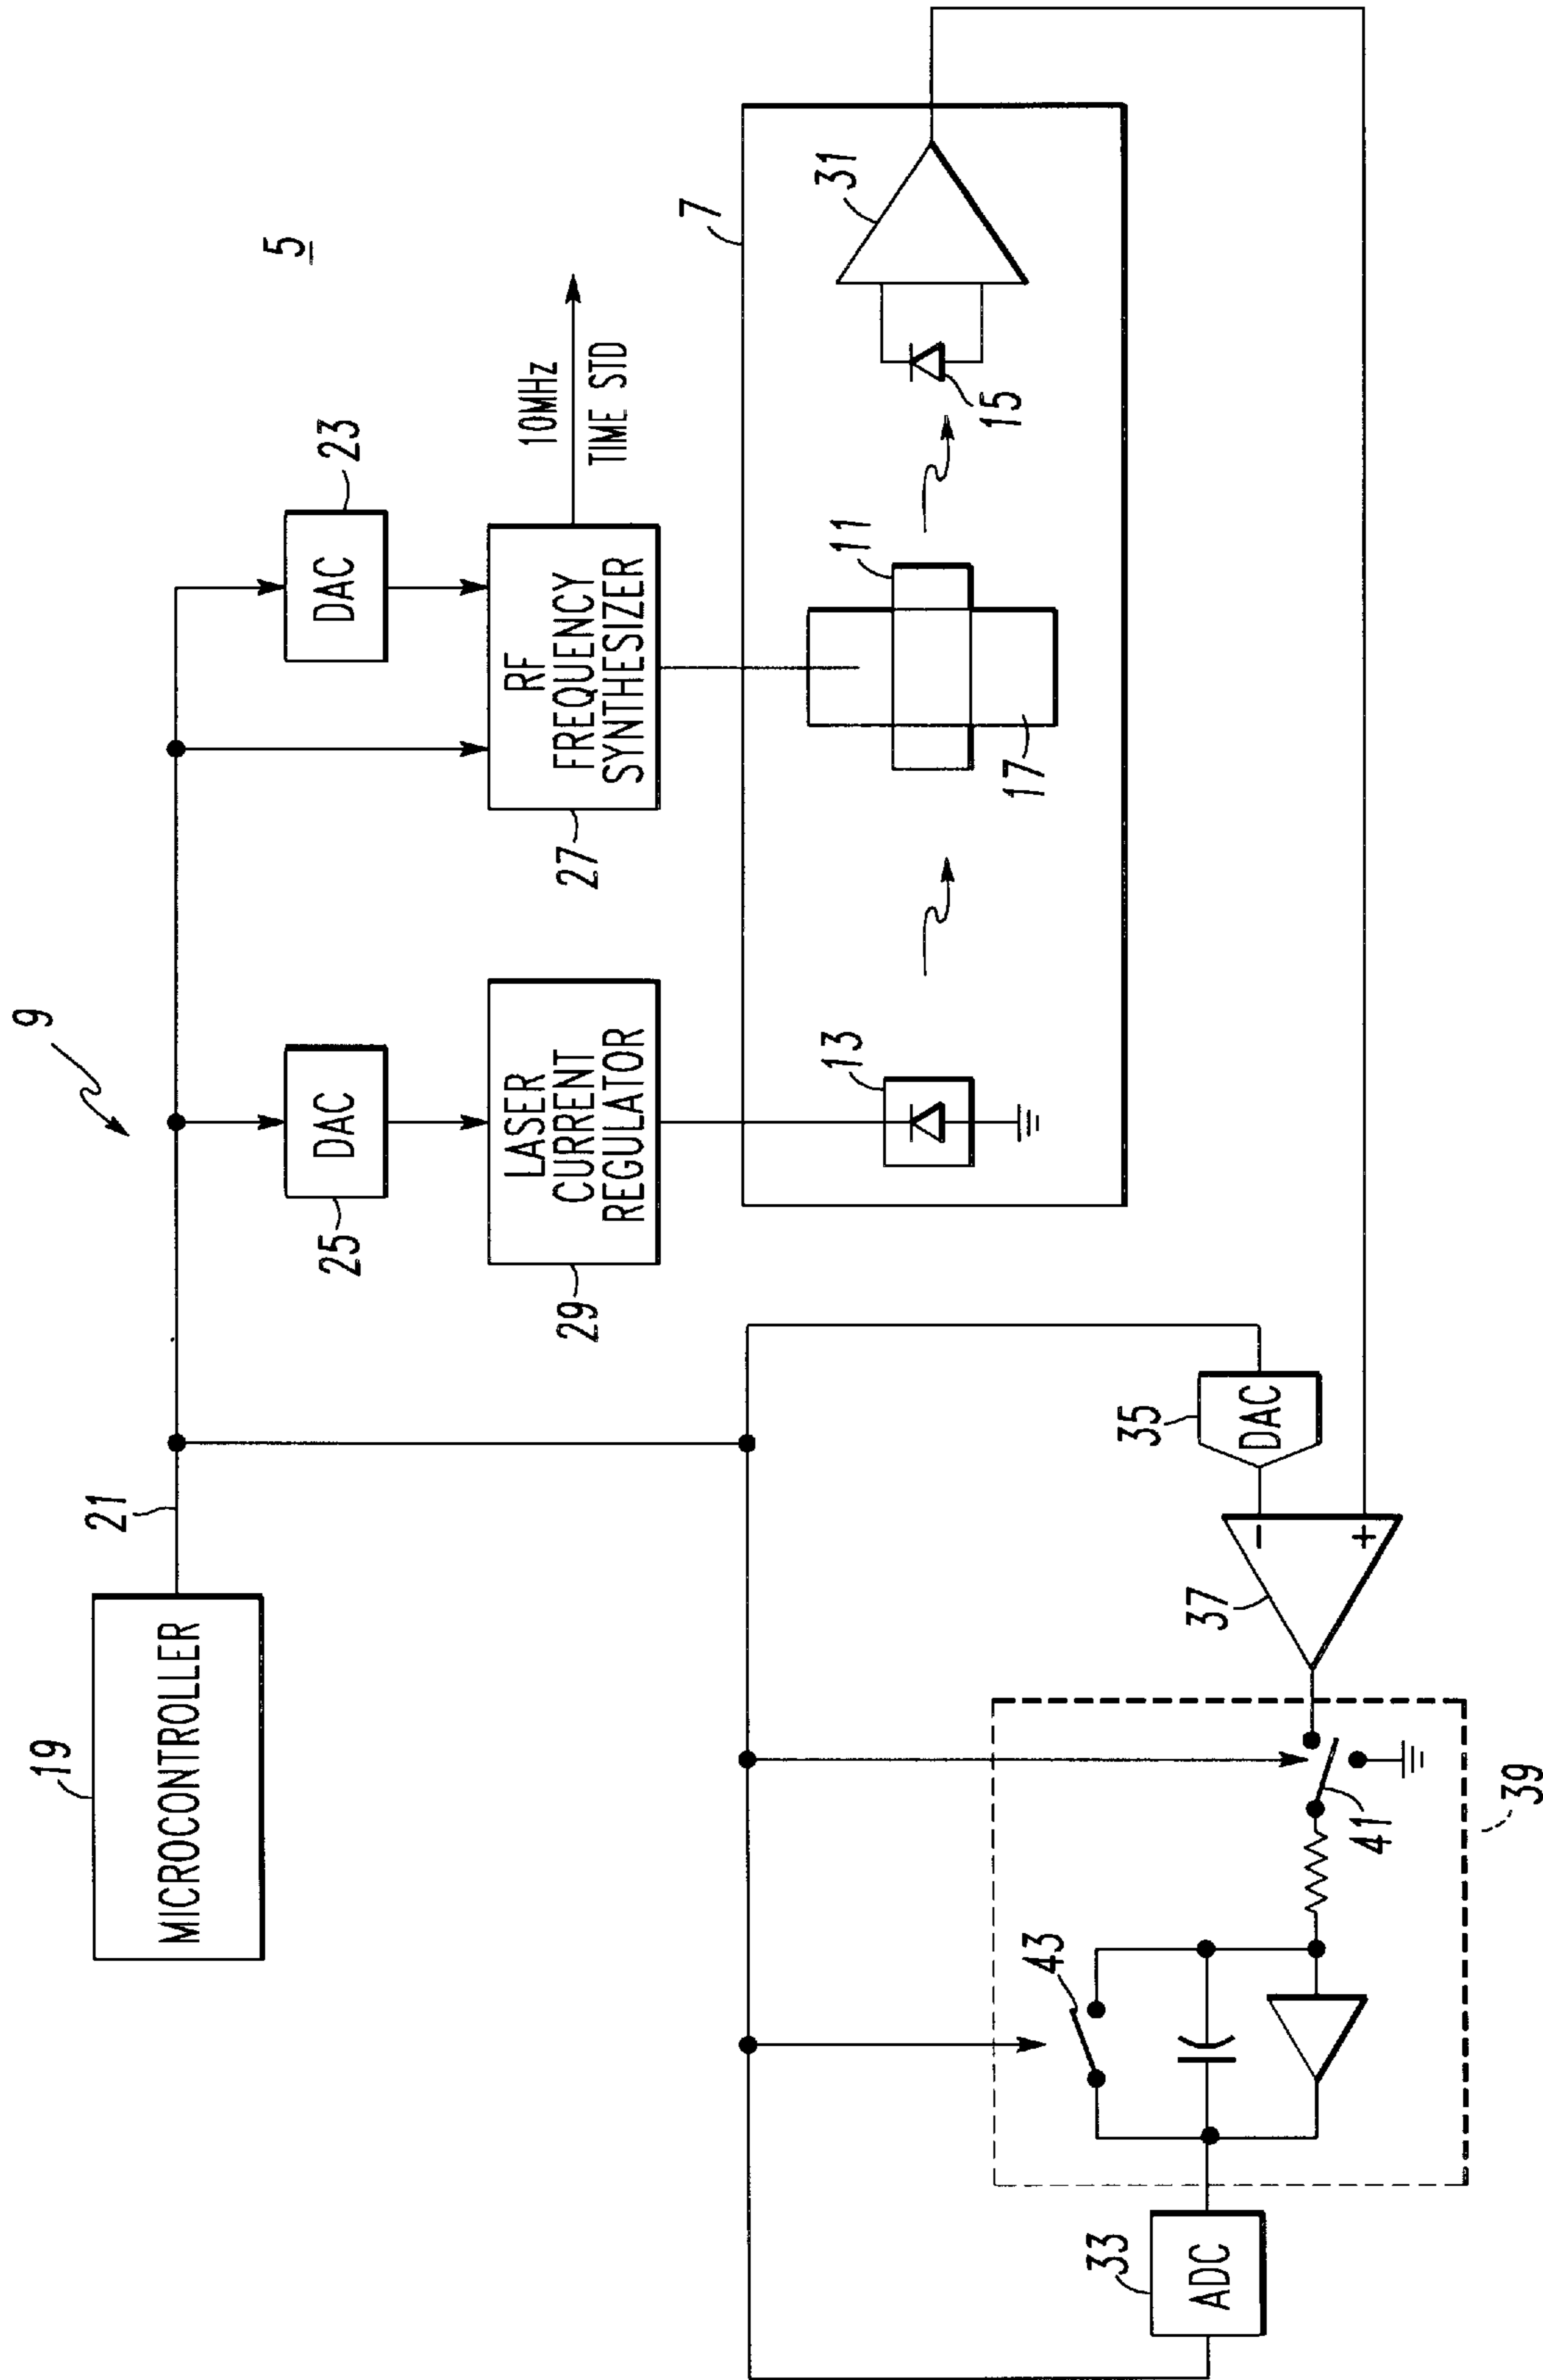 5
9
19
MICROCONTROLLER
21
25
DAC
DAC
23
29
LASER
CURRENT
REGULATOR
27
RF
FREQUENCY
SYNTHESIZER
10MHz
TIME STD
7
13
17
11
15
31
35
DAC
37
-
+
39
41
43
33
ADC